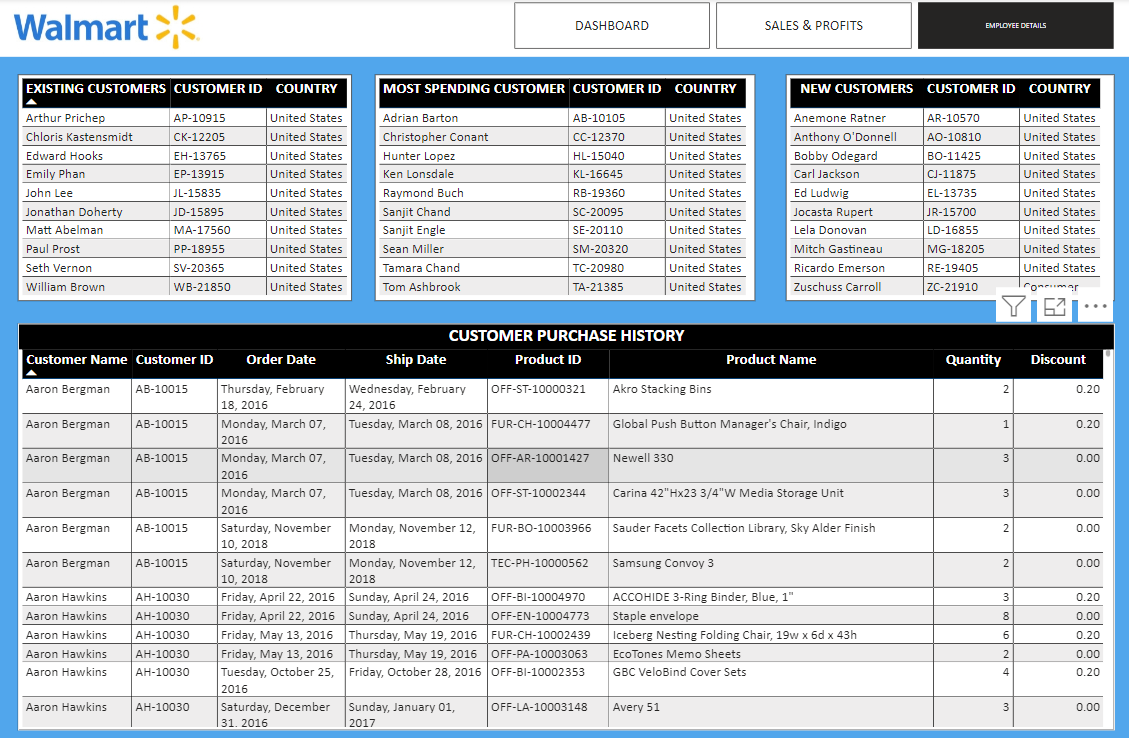 Walmart
DASHBOARD
SALES & PROFITS
EMPLOYEE DETAILS
EXISTING CUSTOMERS CUSTOMER ID COUNTRY
Arthur Prichep AP-10915 United States
Chloris Kastensmidt CK-12205 United States
Edward Hooks EH-13765 United States
Emily Phan EP-13915 United States
John Lee JL-15835 United States
Jonathan Doherty JD-15895 United States
Matt Abelman MA-17560 United States
Paul Prost PP-18955 United States
Seth Vernon SV-20365 United States
William Brown WB-21850 United States
MOST SPENDING CUSTOMER CUSTOMER ID COUNTRY
Adrian Barton AB-10105 United States
Christopher Conant CC-12370 United States
Hunter Lopez HL-15040 United States
Ken Lonsdale KL-16645 United States
Raymond Buch RB-19360 United States
Sanjit Chand SC-20095 United States
Sanjit Engle SE-20110 United States
Sean Miller SM-20320 United States
Tamara Chand TC-20980 United States
Tom Ashbrook TA-21385 United States
NEW CUSTOMERS CUSTOMER ID COUNTRY
Anemone Ratner AR-10570 United States
Anthony O'Donnell AO-10810 United States
Bobby Odegard BO-11425 United States
Carl Jackson CJ-11875 United States
Ed Ludwig EL-13735 United States
Jocasta Rupert JR-15700 United States
Lela Donovan LD-16855 United States
Mitch Gastineau MG-18205 United States
Ricardo Emerson RE-19405 United States
Zuschuss Carroll ZC-21910 Consumer
CUSTOMER PURCHASE HISTORY
Customer Name Customer ID Order Date Ship Date Product ID Product Name Quantity Discount
Aaron Bergman AB-10015 Thursday, February Wednesday, February OFF-ST-10000321 Akro Stacking Bins 2 0.20
18, 2016 24, 2016
Aaron Bergman AB-10015 Monday, March 07, Tuesday, March 08, 2016 FUR-CH-10004477 Global Push Button Manager's Chair, Indigo 1 0.20
2016
Aaron Bergman AB-10015 Monday, March 07, Tuesday, March 08, 2016 OFF-AR-10001427 Newell 330 3 0.00
2016
Aaron Bergman AB-10015 Monday, March 07, Tuesday, March 08, 2016 OFF-ST-10002344 Carina 42"Hx23 3/4"W Media Storage Unit 3 0.00
2016
Aaron Bergman AB-10015 Saturday, November Monday, November 12, FUR-BO-10003966 Sauder Facets Collection Library, Sky Alder Finish 2 0.00
10, 2018 2018
Aaron Bergman AB-10015 Saturday, November Monday, November 12, TEC-PH-10000562 Samsung Convoy 3 2 0.00
10, 2018 2018
Aaron Hawkins AH-10030 Friday, April 22, 2016 Sunday, April 24, 2016 OFF-BI-10004970 ACCOHIDE 3-Ring Binder, Blue, 1" 3 0.20
Aaron Hawkins AH-10030 Friday, April 22, 2016 Sunday, April 24, 2016 OFF-EN-10004773 Staple envelope 8 0.00
Aaron Hawkins AH-10030 Friday, May 13, 2016 Thursday, May 19, 2016 FUR-CH-10002439 Iceberg Nesting Folding Chair, 19w x 6d x 43h 6 0.20
Aaron Hawkins AH-10030 Friday, May 13, 2016 Thursday, May 19, 2016 OFF-PA-10003063 EcoTones Memo Sheets 2 0.00
Aaron Hawkins AH-10030 Tuesday, October 25, Friday, October 28, 2016 OFF-BI-10002353 GBC VeloBind Cover Sets 4 0.20
2016
Aaron Hawkins AH-10030 Saturday, December Sunday, January 01, OFF-LA-10003148 Avery 51 3 0.00
31, 2016 2017